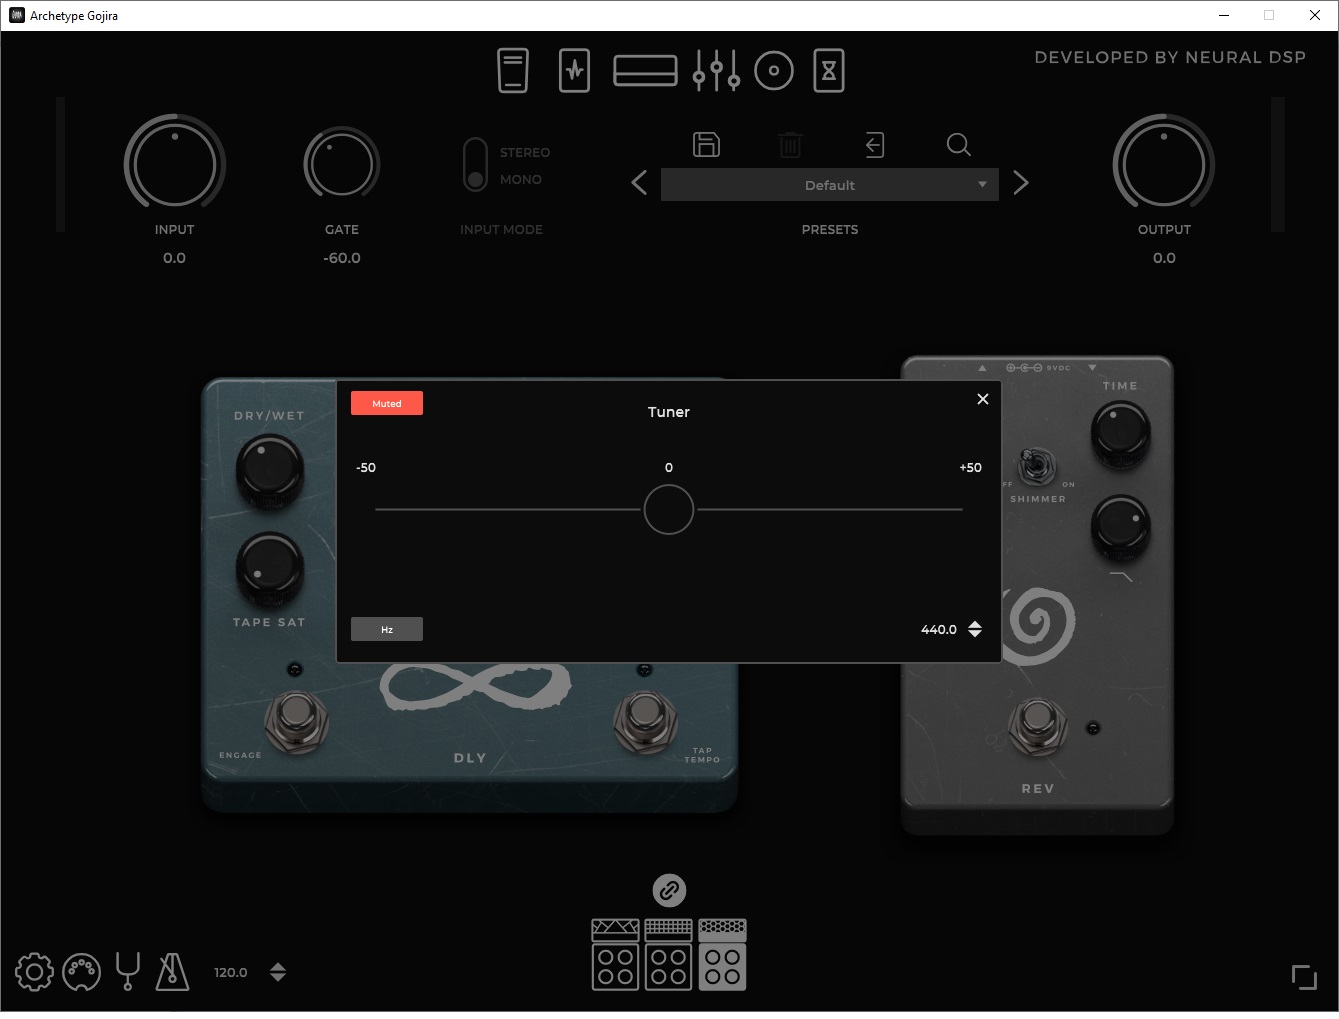 Archetype Gojira
DEVELOPED BY NEURAL DSP
STEREO
MONO
Default
INPUT
GATE
INPUT MODE
PRESETS
OUTPUT
0.0
-60.0
0.0
9VDC
TIME
DRY/WET
Muted
Tuner
-50
0
+50
FF
ON
SHIMMER
TAPE SAT
Hz
440.0
ENGAGE
DLY
TAP
TEMPO
REV
120.0